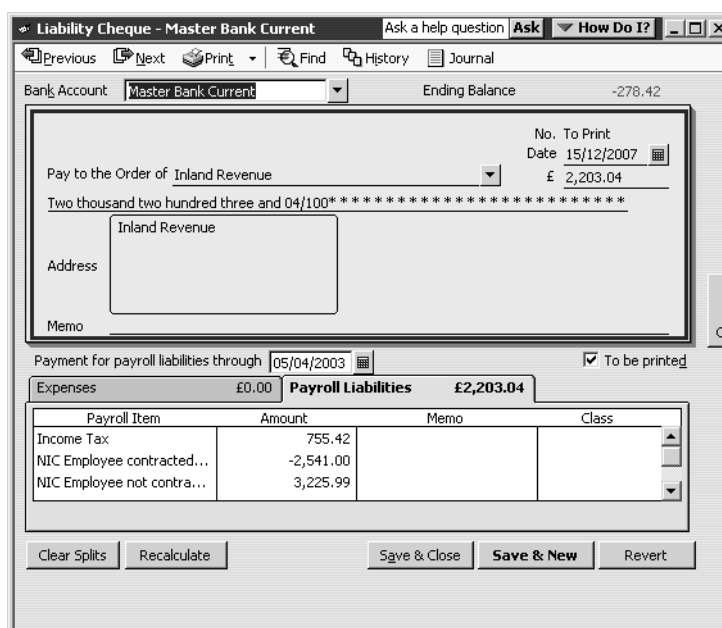 Liability Cheque - Master Bank Current Ask a help question Ask How Do I?
Previous Next Print Find History Journal
Bank Account Master Bank Current Ending Balance -278.42
No. To Print
Date 15/12/2007
Pay to the Order of Inland Revenue £ 2,203.04
Two thousand two hundred three and 04/100* * * * * * * * * * * * * * * * * * * * * * * * * *
Inland Revenue
Address
Memo
Payment for payroll liabilities through 05/04/2003 To be printed
Expenses £0.00 Payroll Liabilities £2,203.04
Payroll Item Amount Memo Class
Income Tax 755.42
NIC Employee contracted... -2,541.00
NIC Employee not contra... 3,225.99
Clear Splits Recalculate Save & Close Save & New Revert